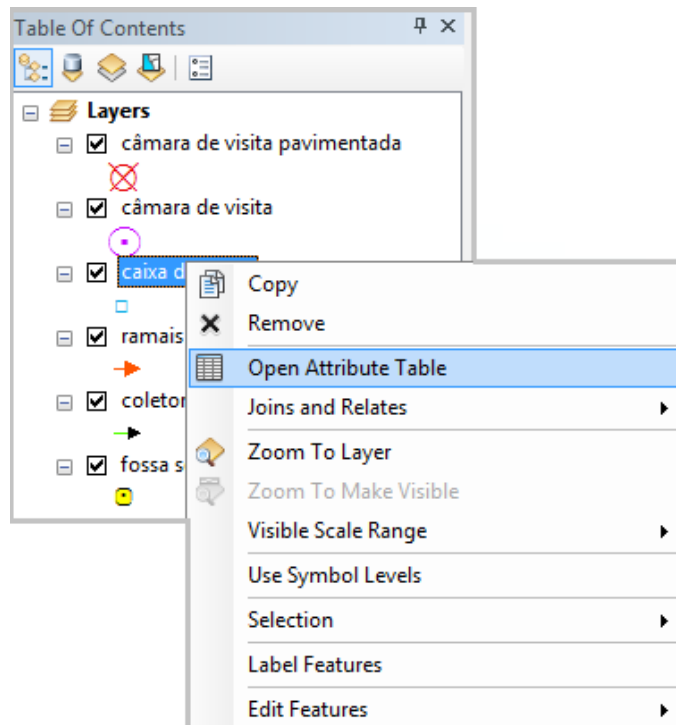 Table Of Contents
Layers
câmara de visita pavimentada
câmara de visita
caixa d
ramais
coletor
fossa s
Copy
Remove
Open Attribute Table
Joins and Relates
Zoom To Layer
Zoom To Make Visible
Visible Scale Range
Use Symbol Levels
Selection
Label Features
Edit Features